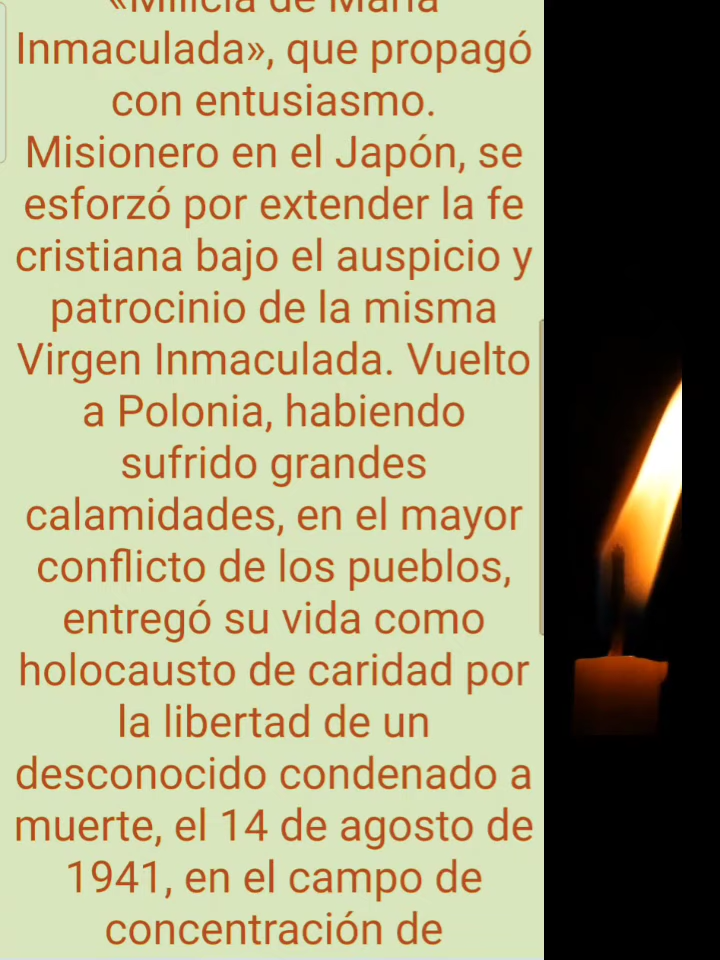 «Milicia de María
Inmaculada», que propagó
con entusiasmo.
Misionero en el Japón, se
esforzó por extender la fe
cristiana bajo el auspicio y
patrocinio de la misma
Virgen Inmaculada. Vuelto
a Polonia, habiendo
sufrido grandes
calamidades, en el mayor
conflicto de los pueblos,
entregó su vida como
holocausto de caridad por
la libertad de un
desconocido condenado a
muerte, el 14 de agosto de
1941, en el campo de
concentración de